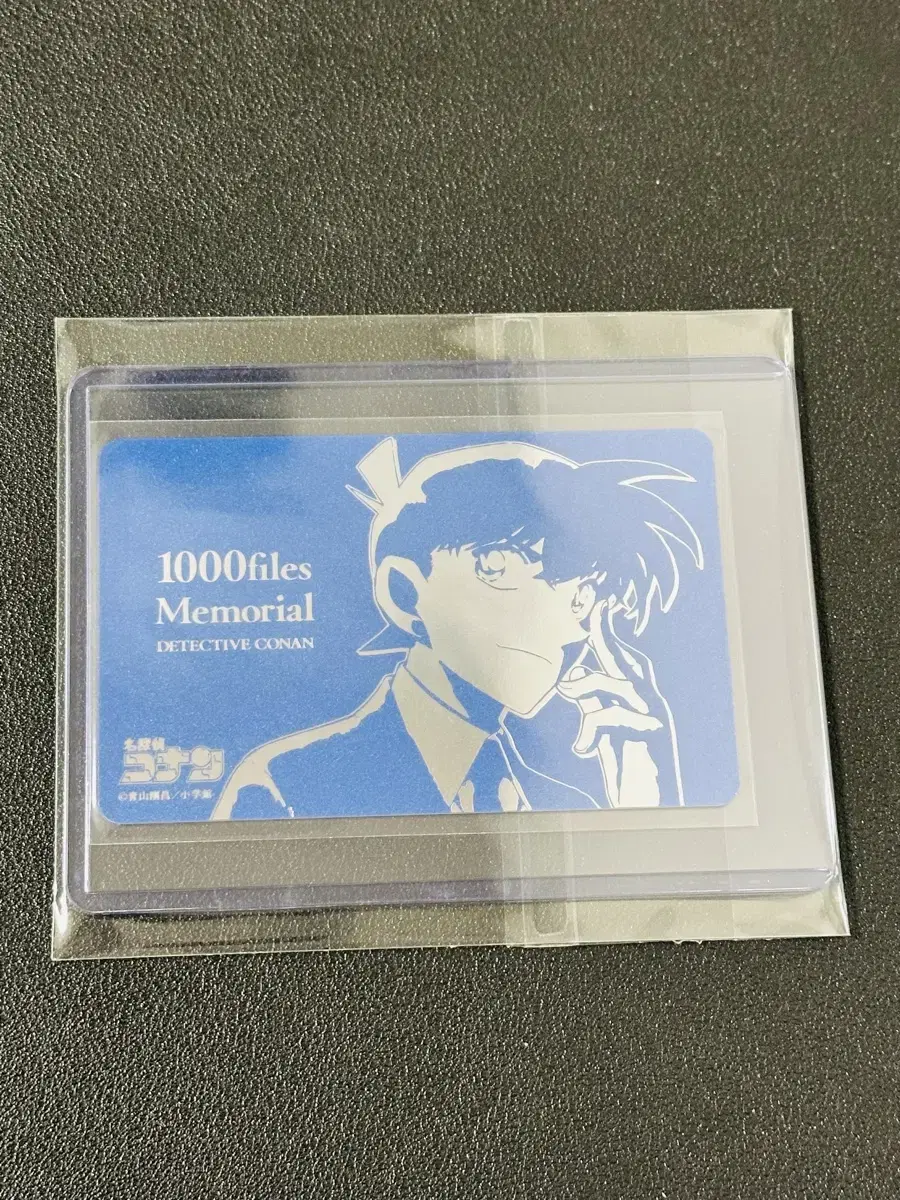 1000files
Memorial
DETECTIVE CONAN
名探偵
コナン
©青山剛昌／小学館